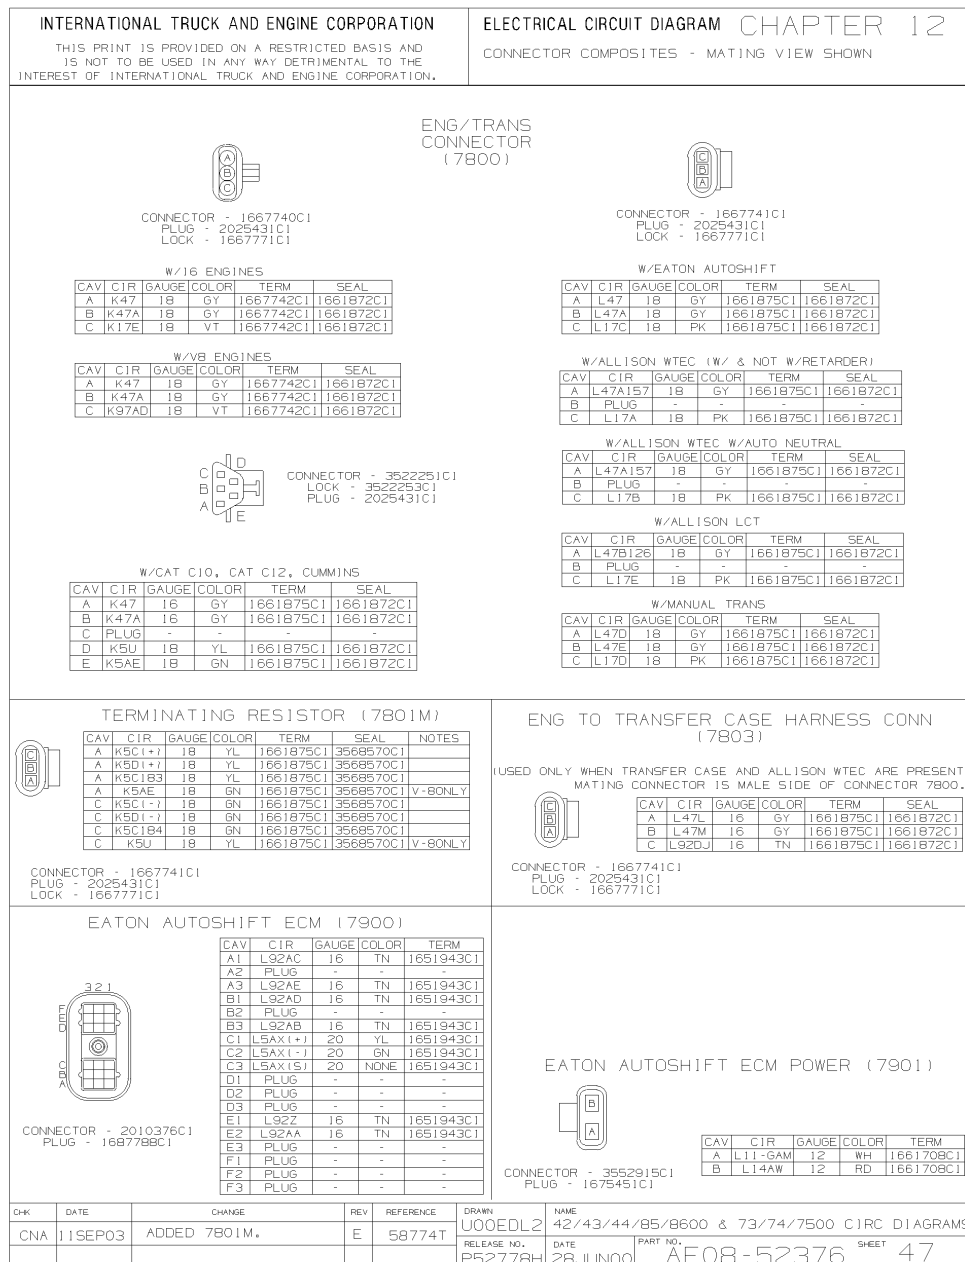 INTERNATIONAL TRUCK AND ENGINE CORPORATION
THIS PRINT IS PROVIDED ON A RESTRICTED BASIS AND
IS NOT TO BE USED IN ANY WAY DETRIMENTAL TO THE
INTEREST OF INTERNATIONAL TRUCK AND ENGINE CORPORATION.
ELECTRICAL CIRCUIT DIAGRAM CHAPTER 12
CONNECTOR COMPOSITES - MATING VIEW SHOWN
ENG/TRANS
CONNECTOR
(7800)
A
B
C
CONNECTOR - 1667740C1
PLUG - 2025431C1
LOCK - 1667771C1
W/I6 ENGINES
CAV CIR GAUGE COLOR TERM SEAL
A K47 18 GY 1667742C1 1661872C1
B K47A 18 GY 1667742C1 1661872C1
C K17E 18 VT 1667742C1 1661872C1
W/V8 ENGINES
CAV CIR GAUGE COLOR TERM SEAL
A K47 18 GY 1667742C1 1661872C1
B K47A 18 GY 1667742C1 1661872C1
C K97AD 18 VT 1667742C1 1661872C1
D
C
B
A
E
CONNECTOR - 3522251C1
LOCK - 3522253C1
PLUG - 2025431C1
W/CAT C10, CAT C12, CUMMINS
CAV CIR GAUGE COLOR TERM SEAL
A K47 16 GY 1661875C1 1661872C1
B K47A 16 GY 1661875C1 1661872C1
C PLUG - - - -
D K5U 18 YL 1661875C1 1661872C1
E K5AE 18 GN 1661875C1 1661872C1
C
B
A
CONNECTOR - 1667741C1
PLUG - 2025431C1
LOCK - 1667771C1
W/EATON AUTOSHIFT
CAV CIR GAUGE COLOR TERM SEAL
A L47 18 GY 1661875C1 1661872C1
B L47A 18 GY 1661875C1 1661872C1
C L17C 18 PK 1661875C1 1661872C1
W/ALLISON WTEC (W/ & NOT W/RETARDER)
CAV CIR GAUGE COLOR TERM SEAL
A L47A157 18 GY 1661875C1 1661872C1
B PLUG - - - -
C L17A 18 PK 1661875C1 1661872C1
W/ALLISON WTEC W/AUTO NEUTRAL
CAV CIR GAUGE COLOR TERM SEAL
A L47A157 18 GY 1661875C1 1661872C1
B PLUG - - - -
C L17B 18 PK 1661875C1 1661872C1
W/ALLISON LCT
CAV CIR GAUGE COLOR TERM SEAL
A L47B126 18 GY 1661875C1 1661872C1
B PLUG - - - -
C L17E 18 PK 1661875C1 1661872C1
W/MANUAL TRANS
CAV CIR GAUGE COLOR TERM SEAL
A L47D 18 GY 1661875C1 1661872C1
B L47E 18 GY 1661875C1 1661872C1
C L17D 18 PK 1661875C1 1661872C1
TERMINATING RESISTOR (7801M)
C
B
A
CAV CIR GAUGE COLOR TERM SEAL NOTES
A K5C(+) 18 YL 1661875C1 3568570C1
A K5D(+) 18 YL 1661875C1 3568570C1
A K5C183 18 YL 1661875C1 3568570C1
A K5AE 18 GN 1661875C1 3568570C1 V-8ONLY
C K5C(-) 18 GN 1661875C1 3568570C1
C K5D(-) 18 GN 1661875C1 3568570C1
C K5C184 18 GN 1661875C1 3568570C1
C K5U 18 YL 1661875C1 3568570C1 V-8ONLY
CONNECTOR - 1667741C1
PLUG - 2025431C1
LOCK - 1667771C1
ENG TO TRANSFER CASE HARNESS CONN
(7803)
(USED ONLY WHEN TRANSFER CASE AND ALLISON WTEC ARE PRESENT
MATING CONNECTOR IS MALE SIDE OF CONNECTOR 7800.
C
B
A
CAV CIR GAUGE COLOR TERM SEAL
A L47L 16 GY 1661875C1 1661872C1
B L47M 16 GY 1661875C1 1661872C1
C L92DJ 16 TN 1661875C1 1661872C1
CONNECTOR - 1667741C1
PLUG - 2025431C1
LOCK - 1667771C1
EATON AUTOSHIFT ECM (7900)
3 2 1
F
E
D
C
B
A
CONNECTOR - 2010376C1
PLUG - 1687788C1
CAV CIR GAUGE COLOR TERM
A1 L92AC 16 TN 1651943C1
A2 PLUG - - -
A3 L92AE 16 TN 1651943C1
B1 L92AD 16 TN 1651943C1
B2 PLUG - - -
B3 L92AB 16 TN 1651943C1
C1 L5AX(+) 20 YL 1651943C1
C2 L5AX(-) 20 GN 1651943C1
C3 L5AX(S) 20 NONE 1651943C1
D1 PLUG - - -
D2 PLUG - - -
D3 PLUG - - -
E1 L92Z 16 TN 1651943C1
E2 L92AA 16 TN 1651943C1
E3 PLUG - - -
F1 PLUG - - -
F2 PLUG - - -
F3 PLUG - - -
EATON AUTOSHIFT ECM POWER (7901)
B
A
CONNECTOR - 3552915C1
PLUG - 1675451C1
CAV CIR GAUGE COLOR TERM
A L11-GAM 12 WH 1661708C1
B L14AW 12 RD 1661708C1
CHK DATE CHANGE REV REFERENCE
CNA 11SEP03 ADDED 7801M. E 58774T
DRAWN U00EDL2
NAME 42/43/44/85/8600 & 73/74/7500 CIRC DIAGRAMS
RELEASE NO. P52778H
DATE 28JUN00
PART NO. AE08-52376
SHEET 47